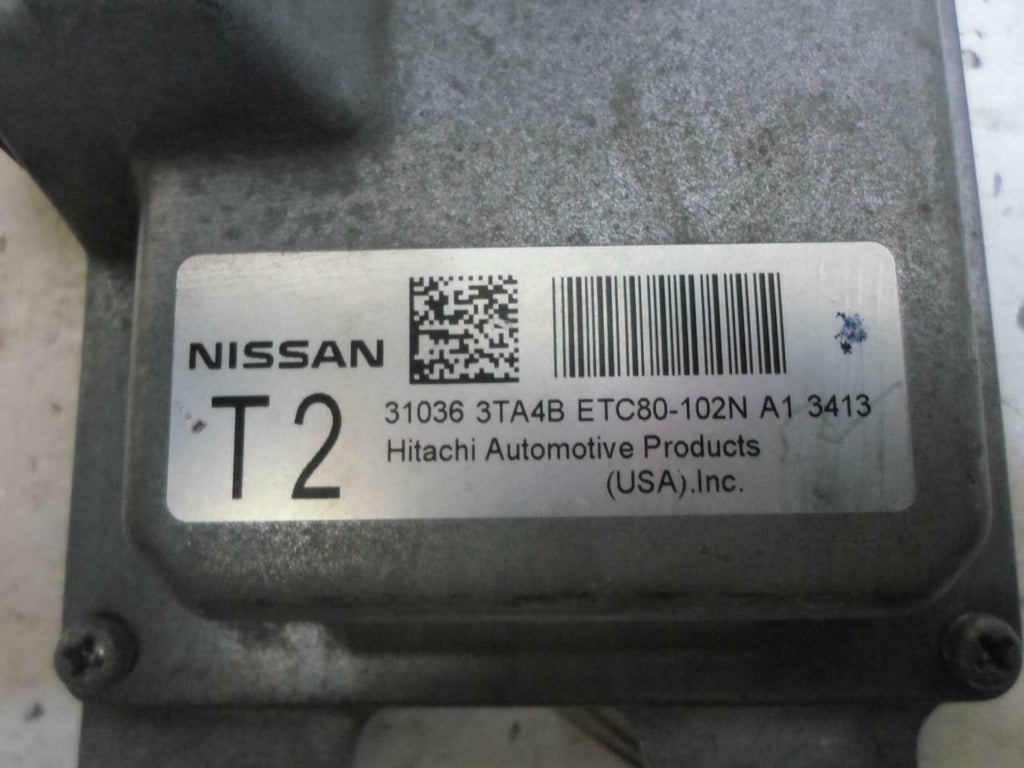 NISSAN
T2
31036 3TA4B ETC80-102N A1 3413
Hitachi Automotive Products
(USA).Inc.